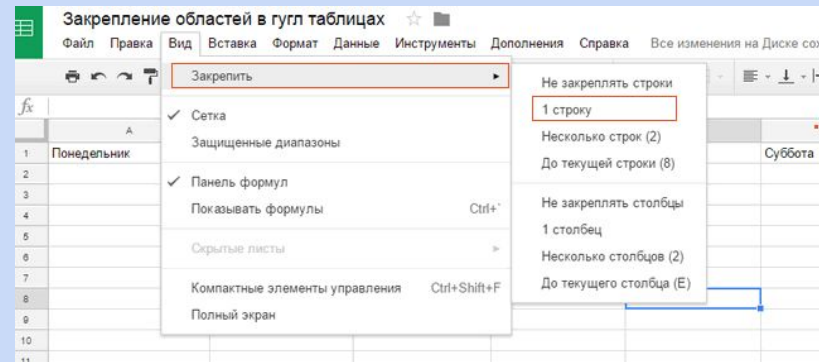 Закрепление областей в гугл таблицах
Файл Правка Вид Вставка Формат Данные Инструменты Дополнения Справка Все изменения на Диске сох
fx
Закрепить
Сетка
Защищенные диапазоны
Панель формул
Показывать формулы Ctrl+`
Скрытые листы
Компактные элементы управления Ctrl+Shift+F
Полный экран
Не закреплять строки
1 строку
Несколько строк (2)
До текущей строки (8)
Не закреплять столбцы
1 столбец
Несколько столбцов (2)
До текущего столбца (E)
A
1 Понедельник Суббота
2
3
4
5
6
7
8
9
10
11